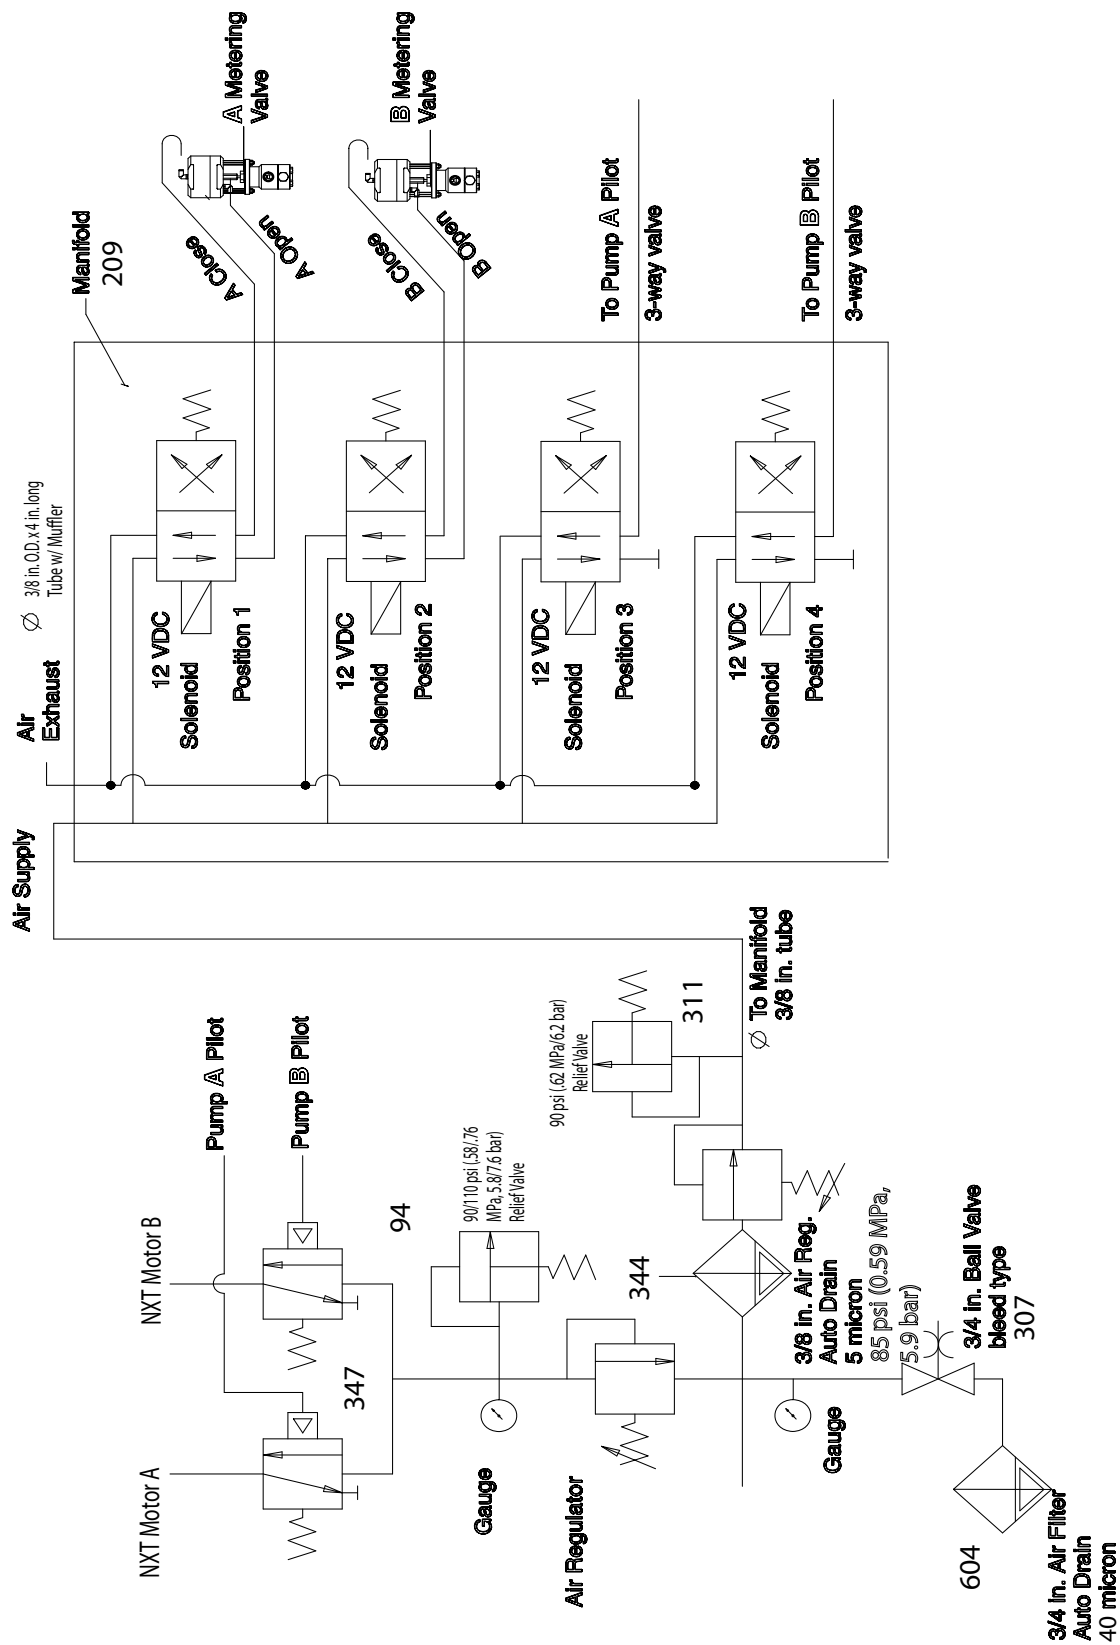 Air Supply
Air
Exhaust
∅ 3/8 in. O.D. x 4 in. long
Tube w/ Muffler
Manifold
209
12 VDC
Solenoid
Position 1
A Close
A Open
A Metering
Valve
12 VDC
Solenoid
Position 2
B Close
B Open
B Metering
Valve
12 VDC
Solenoid
Position 3
To Pump A Pilot
3-way valve
12 VDC
Solenoid
Position 4
To Pump B Pilot
3-way valve
NXT Motor A
NXT Motor B
Pump A Pilot
Pump B Pilot
347
94
Gauge
90/110 psi (.58/.76
MPa, 5.8/7.6 bar)
Relief Valve
90 psi (.62 MPa/6.2 bar)
Relief Valve
311
Air Regulator
344
∅ To Manifold
3/8 in. tube
3/8 in. Air Reg.
Auto Drain
5 micron
85 psi (0.59 MPa,
5.9 bar)
Gauge
3/4 in. Ball Valve
bleed type
307
604
3/4 in. Air Filter
Auto Drain
40 micron